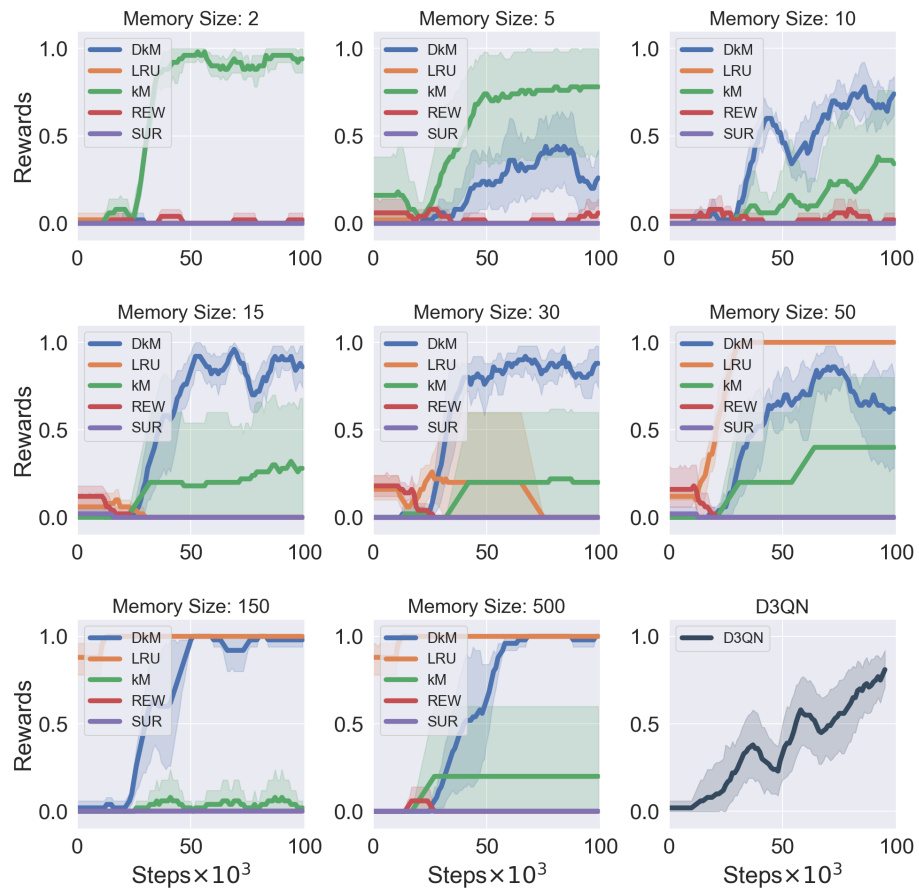 Memory Size: 2
Rewards
1.0
0.5
0.0
DkM
LRU
kM
REW
SUR
0 50 100
Memory Size: 5
1.0
0.5
0.0
DkM
LRU
kM
REW
SUR
0 50 100
Memory Size: 10
1.0
0.5
0.0
DkM
LRU
kM
REW
SUR
0 50 100
Memory Size: 15
Rewards
1.0
0.5
0.0
DkM
LRU
kM
REW
SUR
0 50 100
Memory Size: 30
1.0
0.5
0.0
DkM
LRU
kM
REW
SUR
0 50 100
Memory Size: 50
1.0
0.5
0.0
DkM
LRU
kM
REW
SUR
0 50 100
Memory Size: 150
Rewards
1.0
0.5
0.0
DkM
LRU
kM
REW
SUR
0 50 100
Steps×10³
Memory Size: 500
1.0
0.5
0.0
DkM
LRU
kM
REW
SUR
0 50 100
Steps×10³
D3QN
1.0
0.5
0.0
D3QN
0 50 100
Steps×10³